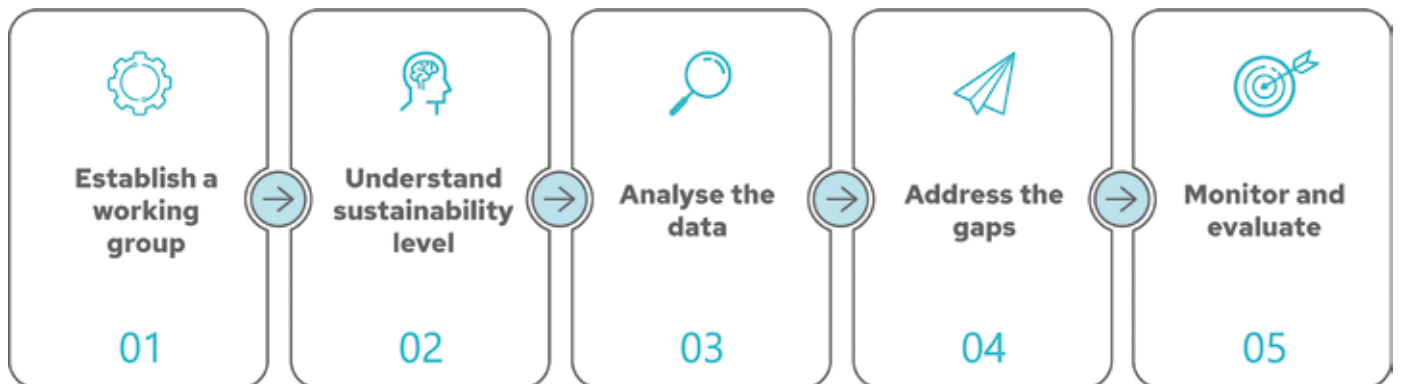 Establish a
working
group
01
Understand
sustainability
level
02
Analyse the
data
03
Address the
gaps
04
Monitor and
evaluate
05